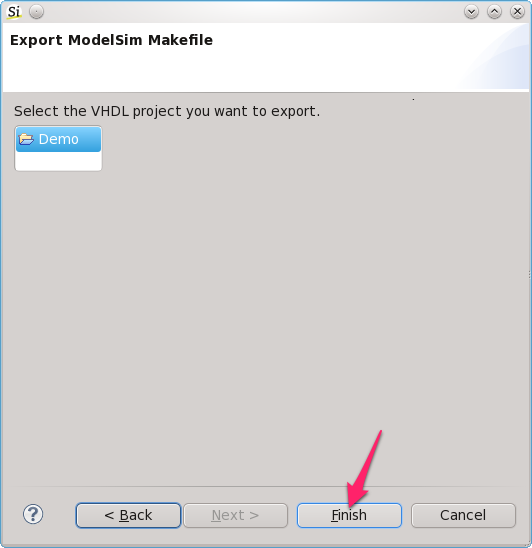 Si
Export ModelSim Makefile
Select the VHDL project you want to export.
Demo
? < Back Next > Finish Cancel